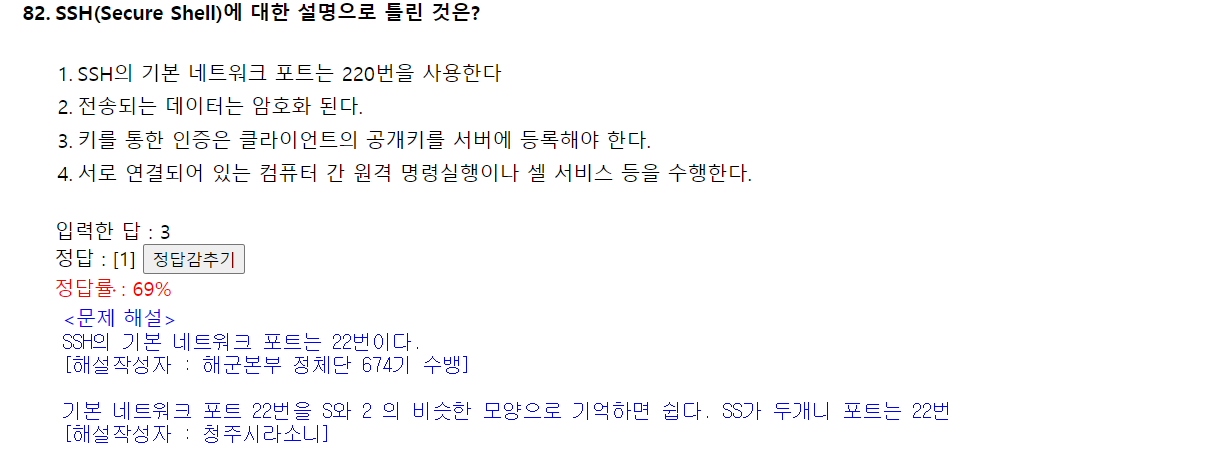 82. SSH(Secure Shell)에 대한 설명으로 틀린 것은?
1. SSH의 기본 네트워크 포트는 220번을 사용한다
2. 전송되는 데이터는 암호화 된다.
3. 키를 통한 인증은 클라이언트의 공개키를 서버에 등록해야 한다.
4. 서로 연결되어 있는 컴퓨터 간 원격 명령실행이나 셀 서비스 등을 수행한다.
입력한 답 : 3
정답 : [1] 정답감추기
정답률 : 69%
<문제 해설>
SSH의 기본 네트워크 포트는 22번이다.
[해설작성자 : 해군본부 정체단 674기 수뱅]
기본 네트워크 포트 22번을 S와 2 의 비슷한 모양으로 기억하면 쉽다. SS가 두개니 포트는 22번
[해설작성자 : 청주시라소니]